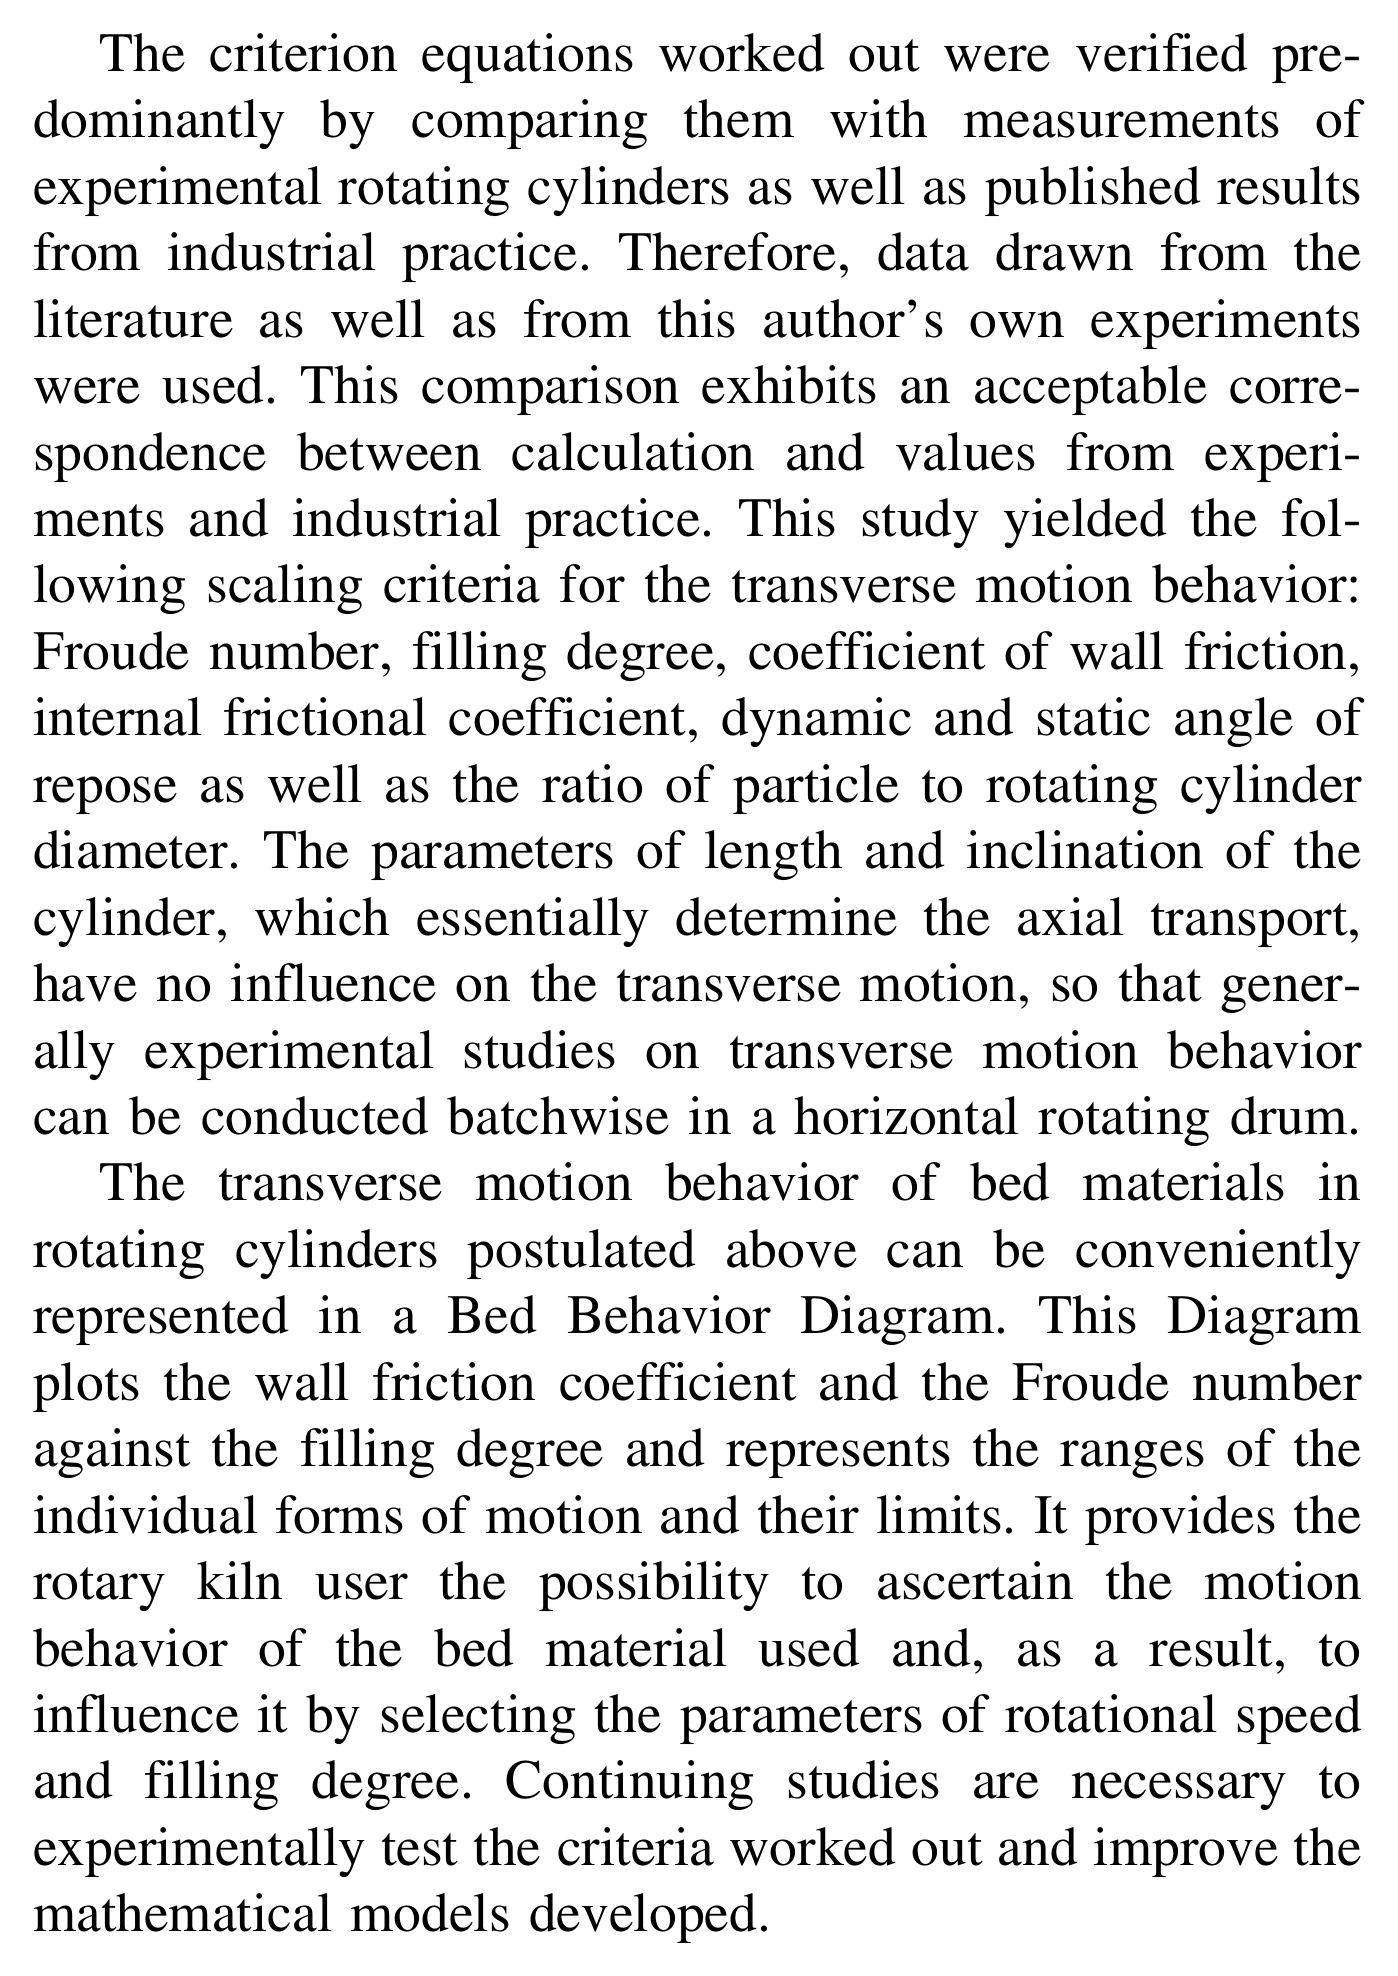 The criterion equations worked out were verified pre-
dominantly by comparing them with measurements of
experimental rotating cylinders as well as published results
from industrial practice. Therefore, data drawn from the
literature as well as from this author’s own experiments
were used. This comparison exhibits an acceptable corre-
spondence between calculation and values from experi-
ments and industrial practice. This study yielded the fol-
lowing scaling criteria for the transverse motion behavior:
Froude number, filling degree, coefficient of wall friction,
internal frictional coefficient, dynamic and static angle of
repose as well as the ratio of particle to rotating cylinder
diameter. The parameters of length and inclination of the
cylinder, which essentially determine the axial transport,
have no influence on the transverse motion, so that gener-
ally experimental studies on transverse motion behavior
can be conducted batchwise in a horizontal rotating drum.
The transverse motion behavior of bed materials in
rotating cylinders postulated above can be conveniently
represented in a Bed Behavior Diagram. This Diagram
plots the wall friction coefficient and the Froude number
against the filling degree and represents the ranges of the
individual forms of motion and their limits. It provides the
rotary kiln user the possibility to ascertain the motion
behavior of the bed material used and, as a result, to
influence it by selecting the parameters of rotational speed
and filling degree. Continuing studies are necessary to
experimentally test the criteria worked out and improve the
mathematical models developed.